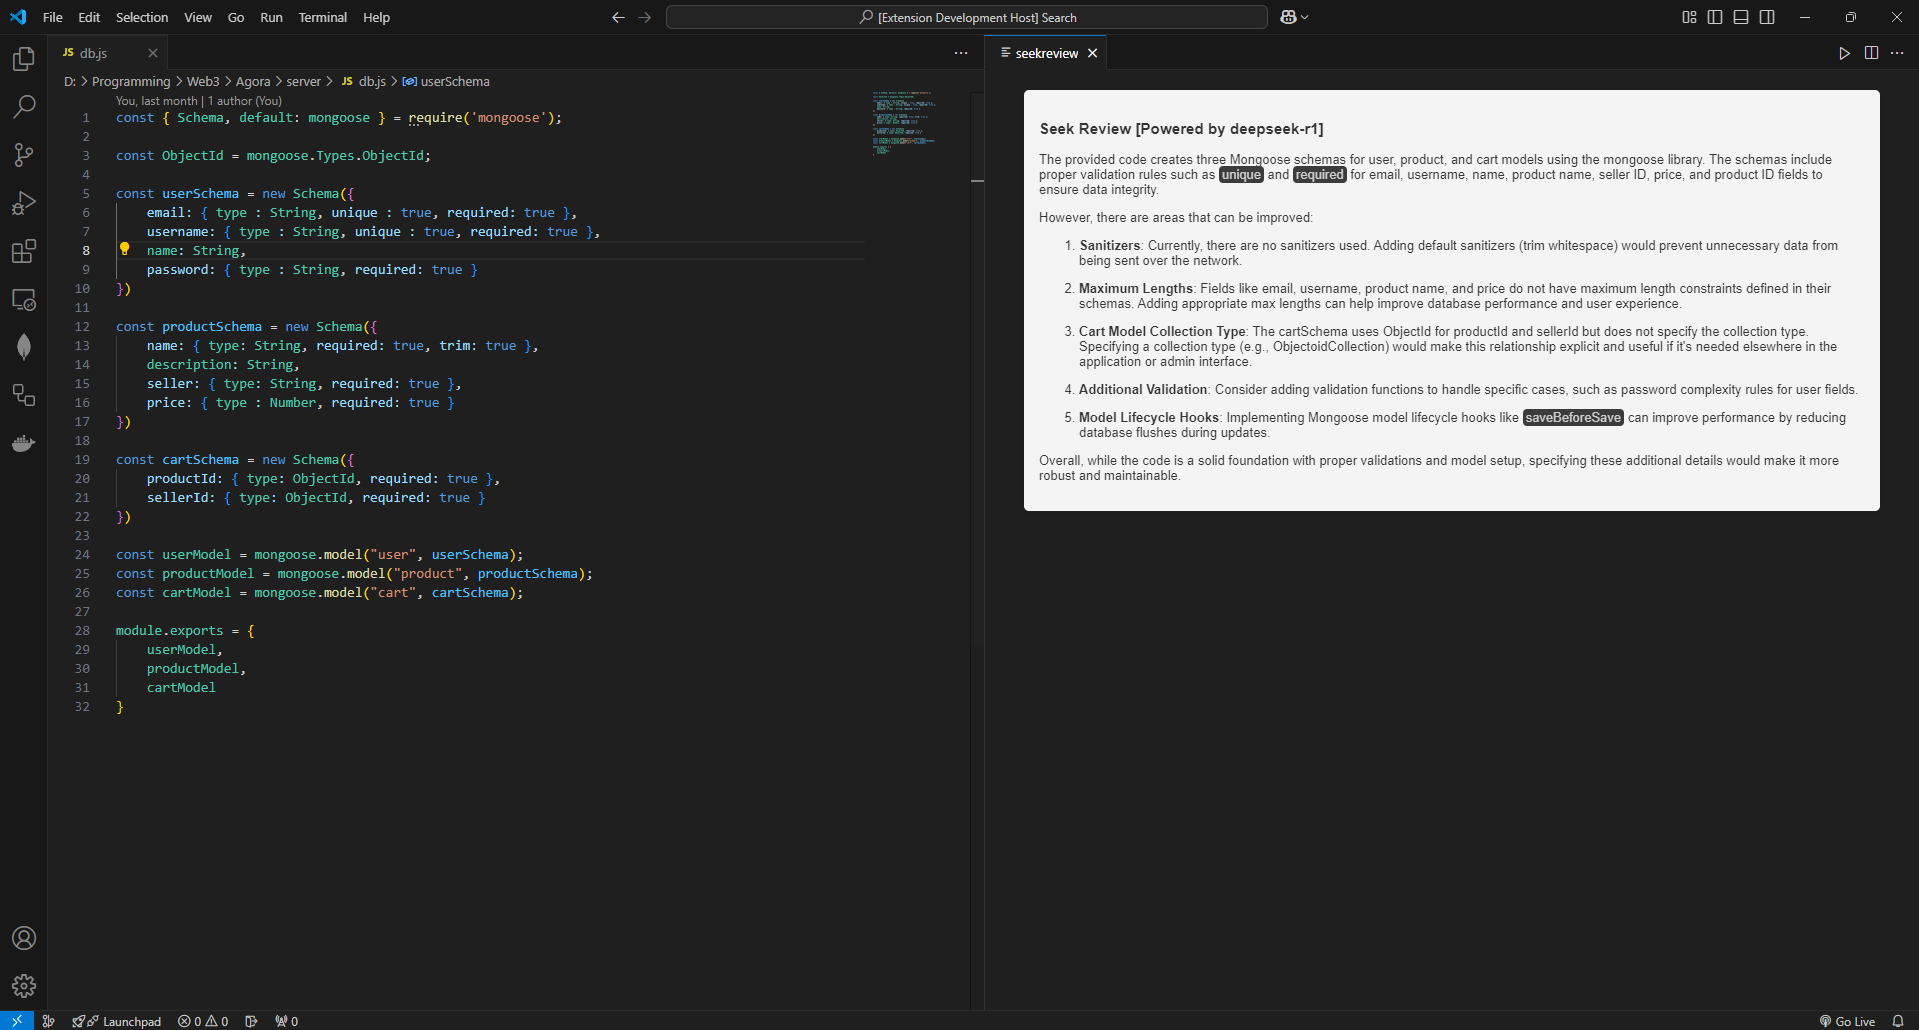 File Edit Selection View Go Run Terminal Help
[Extension Development Host] Search
JS db.js
seekreview
D: > Programming > Web3 > Agora > server > JS db.js > userSchema
You, last month | 1 author (You)
1 const { Schema, default: mongoose } = require('mongoose');
2
3 const ObjectId = mongoose.Types.ObjectId;
4
5 const userSchema = new Schema({
6 email: { type : String, unique : true, required: true },
7 username: { type : String, unique : true, required: true },
8 name: String,
9 password: { type : String, required: true }
10 })
11
12 const productSchema = new Schema({
13 name: { type: String, required: true, trim: true },
14 description: String,
15 seller: { type: String, required: true },
16 price: { type : Number, required: true }
17 })
18
19 const cartSchema = new Schema({
20 productId: { type: ObjectId, required: true },
21 sellerId: { type: ObjectId, required: true }
22 })
23
24 const userModel = mongoose.model("user", userSchema);
25 const productModel = mongoose.model("product", productSchema);
26 const cartModel = mongoose.model("cart", cartSchema);
27
28 module.exports = {
29 userModel,
30 productModel,
31 cartModel
32 }
Seek Review [Powered by deepseek-r1]
The provided code creates three Mongoose schemas for user, product, and cart models using the mongoose library. The schemas include
proper validation rules such as unique and required for email, username, name, product name, seller ID, price, and product ID fields to
ensure data integrity.
However, there are areas that can be improved:
1. Sanitizers: Currently, there are no sanitizers used. Adding default sanitizers (trim whitespace) would prevent unnecessary data from
being sent over the network.
2. Maximum Lengths: Fields like email, username, product name, and price do not have maximum length constraints defined in their
schemas. Adding appropriate max lengths can help improve database performance and user experience.
3. Cart Model Collection Type: The cartSchema uses ObjectId for productId and sellerId but does not specify the collection type.
Specifying a collection type (e.g., ObjectoidCollection) would make this relationship explicit and useful if it's needed elsewhere in the
application or admin interface.
4. Additional Validation: Consider adding validation functions to handle specific cases, such as password complexity rules for user fields.
5. Model Lifecycle Hooks: Implementing Mongoose model lifecycle hooks like saveBeforeSave can improve performance by reducing
database flushes during updates.
Overall, while the code is a solid foundation with proper validations and model setup, specifying these additional details would make it more
robust and maintainable.
Launchpad 0 0 0 Go Live